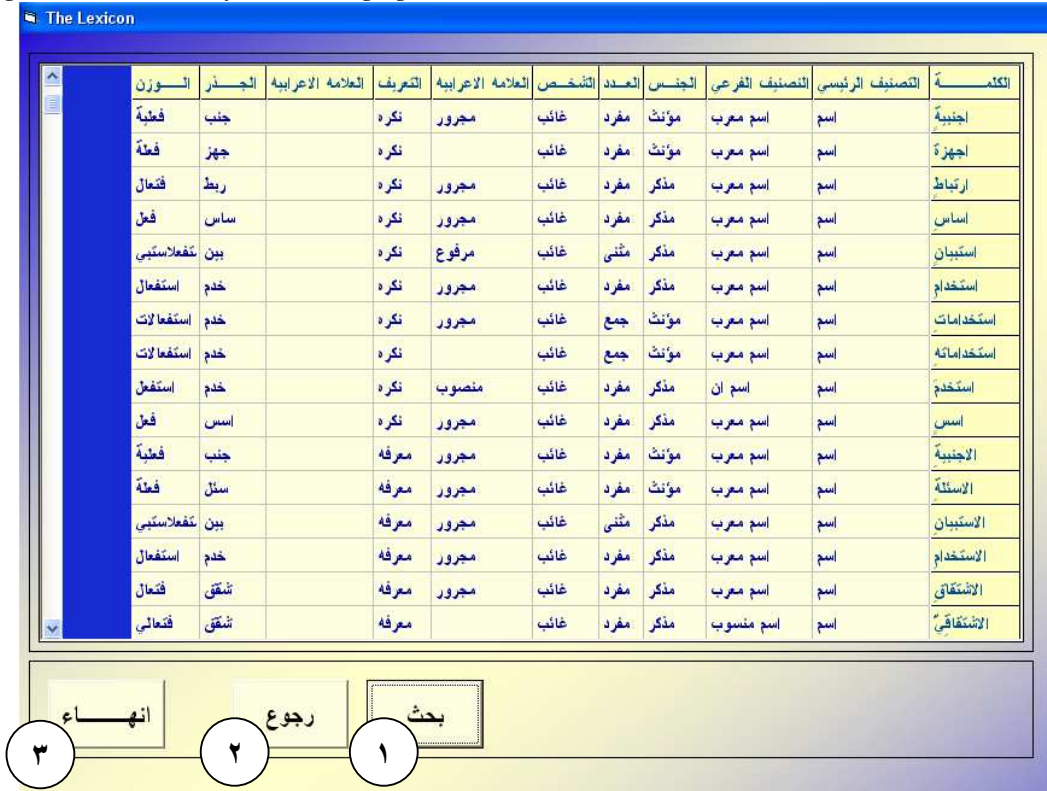 The Lexicon
الكلمـــــــة التصنيف الرئيسي التصنيف الفرعي الجنــس العـدد الشخــص العلامه الاعرابيه التعريف العلامه الاعرابيه الجــــذر الــــوزن
اجنبيةٍ اسم اسم معرب مؤنث مفرد غائب مجرور نكره جنب فعلية
اجهزة اسم اسم معرب مؤنث مفرد غائب نكره جهز فعلة
ارتباطٍ اسم اسم معرب مذكر مفرد غائب مجرور نكره ربط فتعال
اساسٍ اسم اسم معرب مذكر مفرد غائب مجرور نكره ساس فعل
استبيانِ اسم اسم معرب مذكر مثنى غائب مرفوع نكره بين
استخدامِ اسم اسم معرب مذكر مفرد غائب مجرور نكره خدم استفعال
استخداماتِ اسم اسم معرب مؤنث جمع غائب مجرور نكره خدم استفعالات
استخداماته اسم اسم معرب مؤنث جمع غائب نكره خدم استفعالات
استخدمَ اسم اسم ان مذكر مفرد غائب منصوب نكره خدم استفعل
اسسٍ اسم اسم معرب مذكر مفرد غائب مجرور نكره اسس فعل
الاجنبيةِ اسم اسم معرب مؤنث مفرد غائب مجرور معرفه جنب فعلية
الاسئلةِ اسم اسم معرب مؤنث مفرد غائب مجرور معرفه سئل فعلة
الاستبيانِ اسم اسم معرب مذكر مثنى غائب مجرور معرفه بين
الاستخدامِ اسم اسم معرب مذكر مفرد غائب مجرور معرفه خدم استفعال
الاشتقاقِ اسم اسم معرب مذكر مفرد غائب مجرور معرفه شقق فتعال
الاشتقاقيّ اسم اسم منسوب مذكر مفرد غائب معرفه شقق فتعالي
بحث رجوع انهـــــــاء
١ ٢ ٣